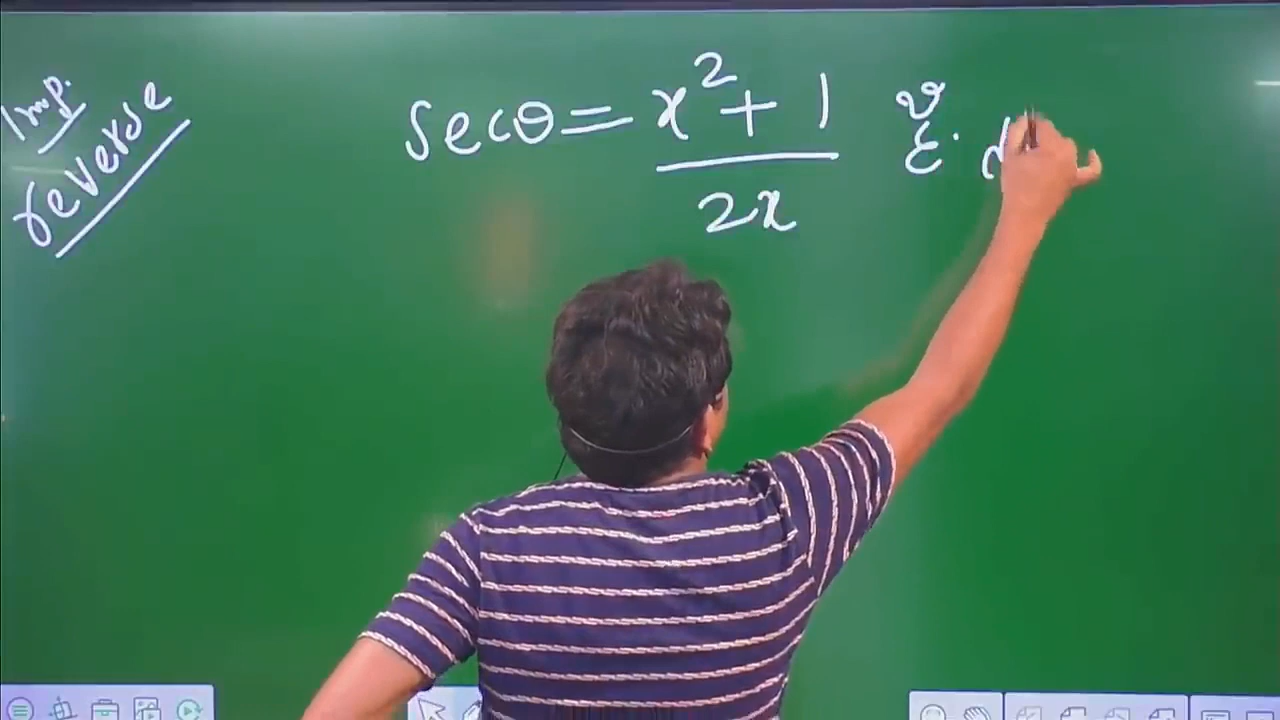 Imp.
reverse
secθ = x² + 1
2x